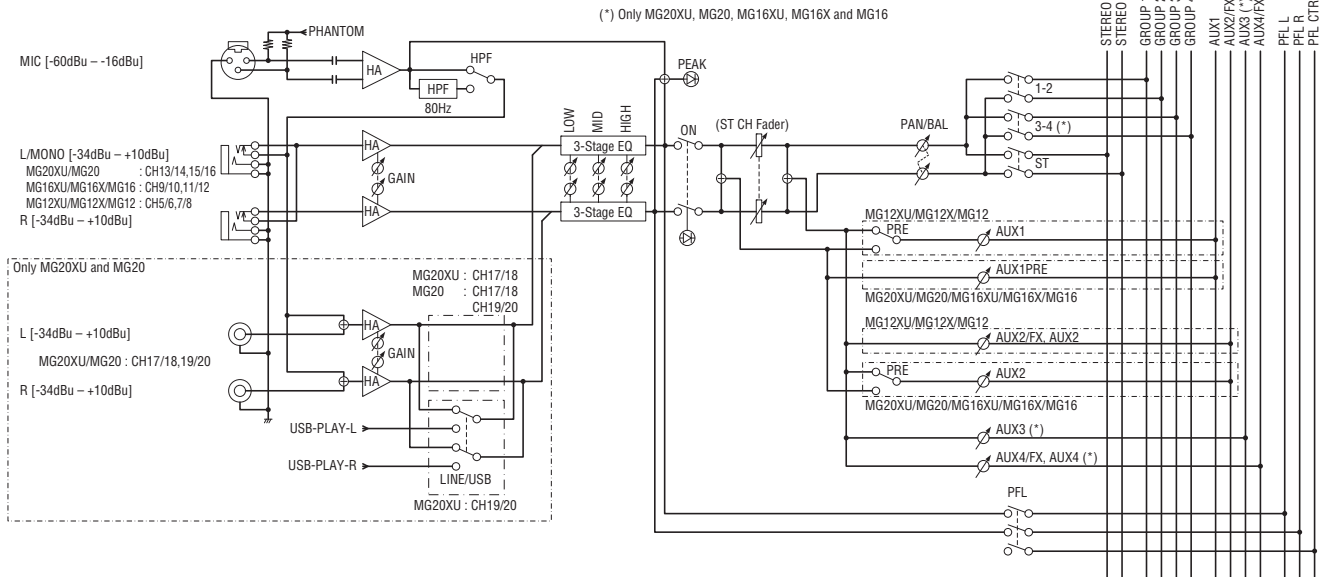 (*) Only MG20XU, MG20, MG16XU, MG16X and MG16
STEREO
STEREO
GROUP
GROUP
GROUP
GROUP
AUX1
AUX2/FX
AUX3 (*)
AUX4/FX
PFL L
PFL R
PFL CTR
PHANTOM
MIC [-60dBu – -16dBu]
HA
HPF
HPF
80Hz
PEAK
L/MONO [-34dBu – +10dBu]
MG20XU/MG20 : CH13/14,15/16
MG16XU/MG16X/MG16 : CH9/10,11/12
MG12XU/MG12X/MG12 : CH5/6,7/8
R [-34dBu – +10dBu]
HA
GAIN
HA
LOW
MID
HIGH
3-Stage EQ
3-Stage EQ
ON
(ST CH Fader)
PAN/BAL
1-2
3-4 (*)
ST
MG12XU/MG12X/MG12
PRE
AUX1
AUX1PRE
MG20XU/MG20/MG16XU/MG16X/MG16
MG12XU/MG12X/MG12
AUX2/FX, AUX2
PRE
AUX2
MG20XU/MG20/MG16XU/MG16X/MG16
AUX3 (*)
AUX4/FX, AUX4 (*)
PFL
Only MG20XU and MG20
MG20XU : CH17/18
MG20 : CH17/18
CH19/20
L [-34dBu – +10dBu]
HA
GAIN
MG20XU/MG20 : CH17/18,19/20
R [-34dBu – +10dBu]
HA
USB-PLAY-L
USB-PLAY-R
LINE/USB
MG20XU : CH19/20